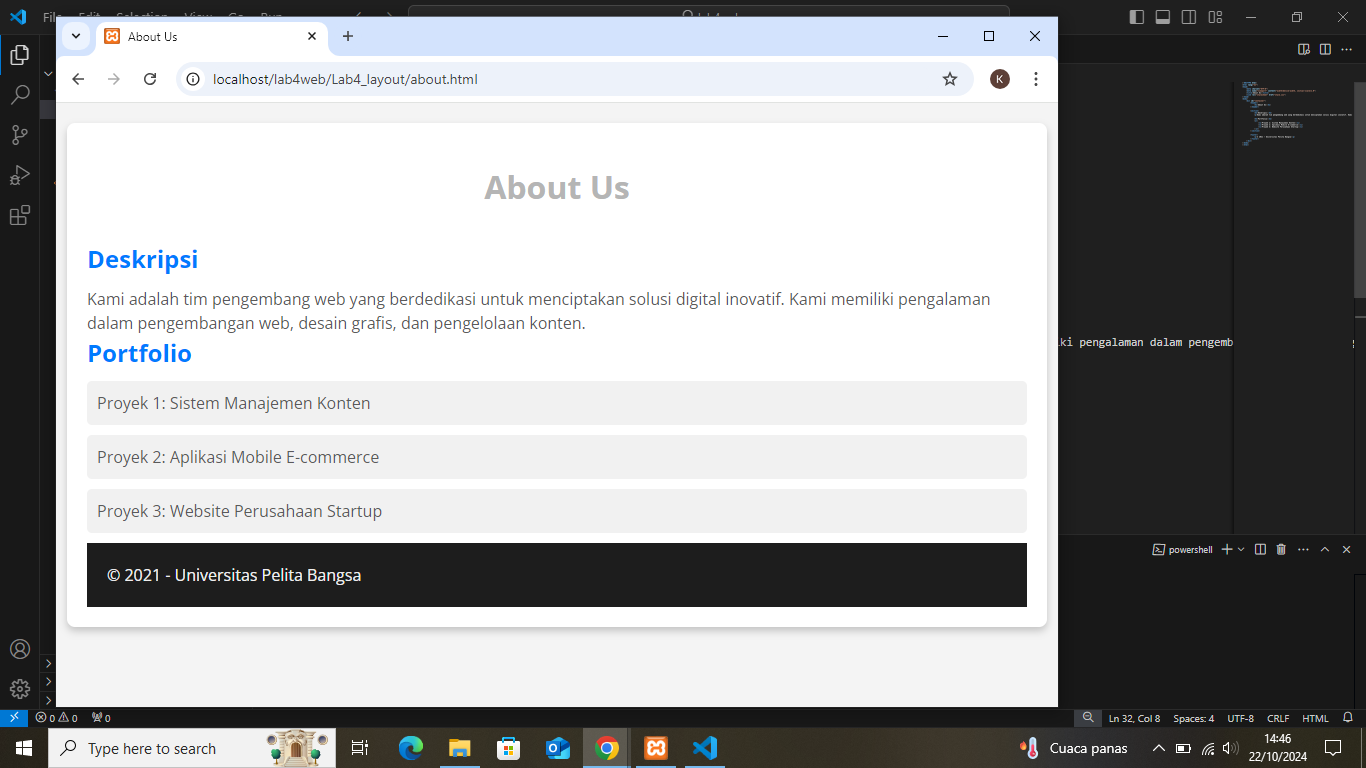 File Edit Selection View Go Run
About Us
localhost/lab4web/Lab4_layout/about.html
K
About Us
Deskripsi
Kami adalah tim pengembang web yang berdedikasi untuk menciptakan solusi digital inovatif. Kami memiliki pengalaman
dalam pengembangan web, desain grafis, dan pengelolaan konten.
Portfolio
Proyek 1: Sistem Manajemen Konten
Proyek 2: Aplikasi Mobile E-commerce
Proyek 3: Website Perusahaan Startup
© 2021 - Universitas Pelita Bangsa
iki pengalaman dalam pengemb
powershell
0 0 0
Ln 32, Col 8 Spaces: 4 UTF-8 CRLF HTML
Type here to search
Cuaca panas
14:46
22/10/2024